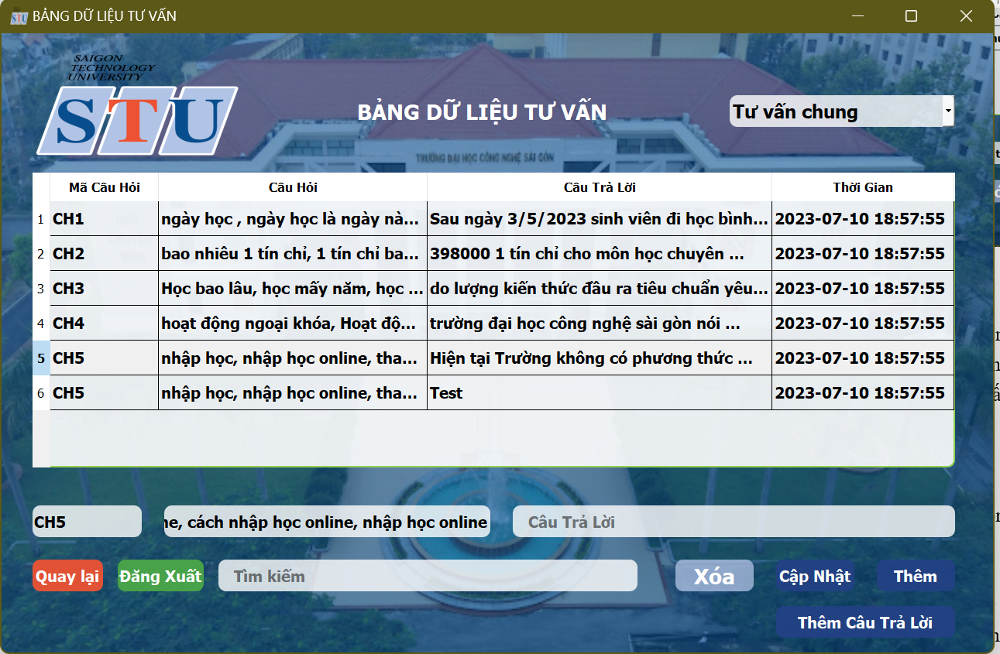 BẢNG DỮ LIỆU TƯ VẤN
SAIGON
TECHNOLOGY
UNIVERSITY
STU
BẢNG DỮ LIỆU TƯ VẤN
Tư vấn chung
TRƯỜNG ĐẠI HỌC CÔNG NGHỆ SÀI GÒN
Mã Câu Hỏi Câu Hỏi Câu Trả Lời Thời Gian
1 CH1 ngày học , ngày học là ngày nà... Sau ngày 3/5/2023 sinh viên đi học bình... 2023-07-10 18:57:55
2 CH2 bao nhiêu 1 tín chỉ, 1 tín chỉ ba... 398000 1 tín chỉ cho môn học chuyên ... 2023-07-10 18:57:55
3 CH3 Học bao lâu, học mấy năm, học ... do lượng kiến thức đầu ra tiêu chuẩn yêu... 2023-07-10 18:57:55
4 CH4 hoạt động ngoại khóa, Hoạt độ... trường đại học công nghệ sài gòn nói ... 2023-07-10 18:57:55
5 CH5 nhập học, nhập học online, tha... Hiện tại Trường không có phương thức ... 2023-07-10 18:57:55
6 CH5 nhập học, nhập học online, tha... Test 2023-07-10 18:57:55
CH5 ne, cách nhập học online, nhập học online Câu Trả Lời
Quay lại Đăng Xuất Tìm kiếm Xóa Cập Nhật Thêm
Thêm Câu Trả Lời